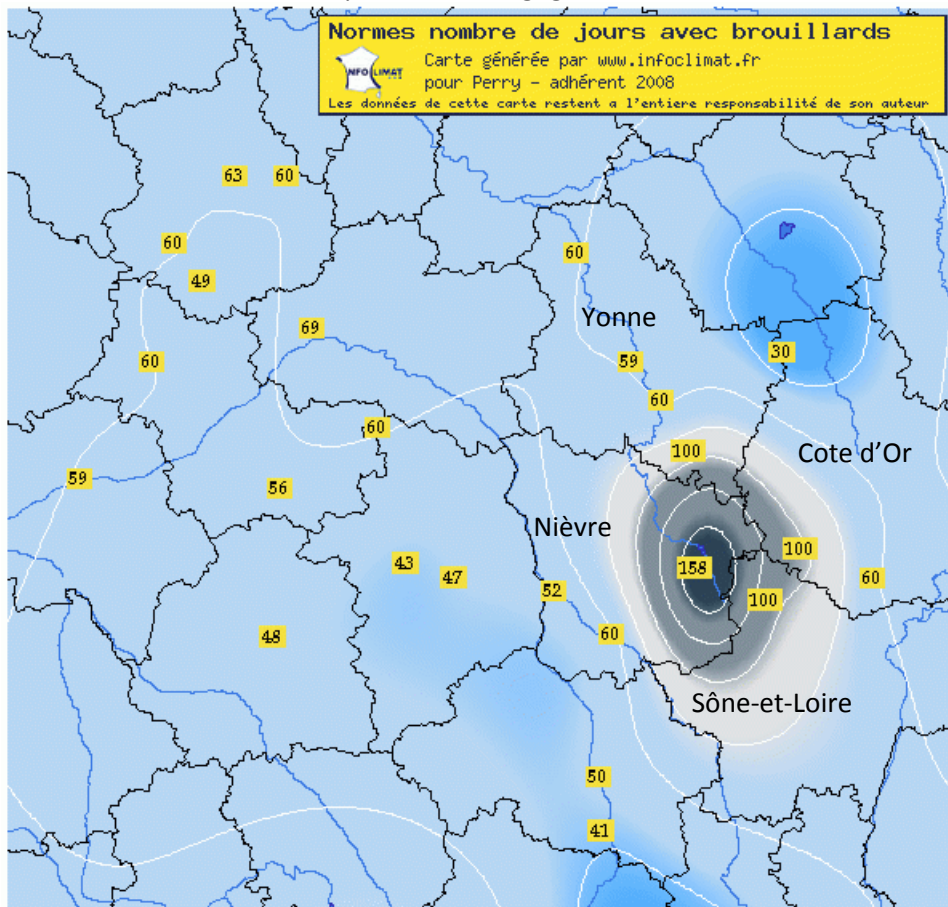 Normes nombre de jours avec brouillards
INFOCLIMAT
Carte générée par www.infoclimat.fr
pour Perry - adhérent 2008
Les données de cette carte restent a l'entiere responsabilité de son auteur
63 60
60
60
49
Yonne
69
30
60
59
60
60
100
Cote d'Or
59
56
Nièvre
100
43
158
47
60
52
100
60
48
Sône-et-Loire
50
41